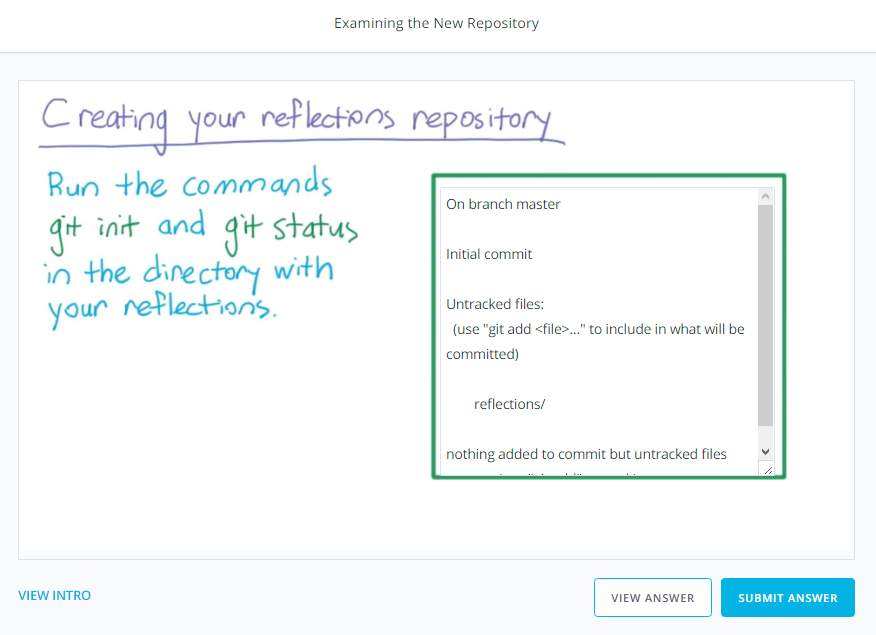 Examining the New Repository
Creating your reflections repository
Run the commands
git init and git status
in the directory with
your reflections.
On branch master
Initial commit
Untracked files:
(use "git add <file>..." to include in what will be
committed)
reflections/
nothing added to commit but untracked files
VIEW INTRO
VIEW ANSWER
SUBMIT ANSWER